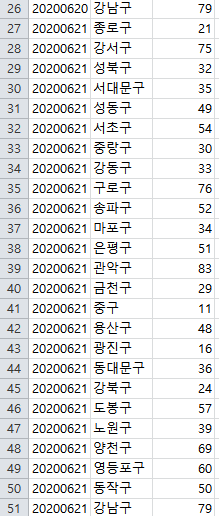 26 20200620 강남구 79
27 20200621 종로구 21
28 20200621 강서구 75
29 20200621 성북구 32
30 20200621 서대문구 35
31 20200621 성동구 49
32 20200621 서초구 54
33 20200621 중랑구 30
34 20200621 강동구 33
35 20200621 구로구 76
36 20200621 송파구 52
37 20200621 마포구 34
38 20200621 은평구 51
39 20200621 관악구 83
40 20200621 금천구 29
41 20200621 중구 11
42 20200621 용산구 48
43 20200621 광진구 16
44 20200621 동대문구 36
45 20200621 강북구 24
46 20200621 도봉구 57
47 20200621 노원구 39
48 20200621 양천구 69
49 20200621 영등포구 60
50 20200621 동작구 50
51 20200621 강남구 79